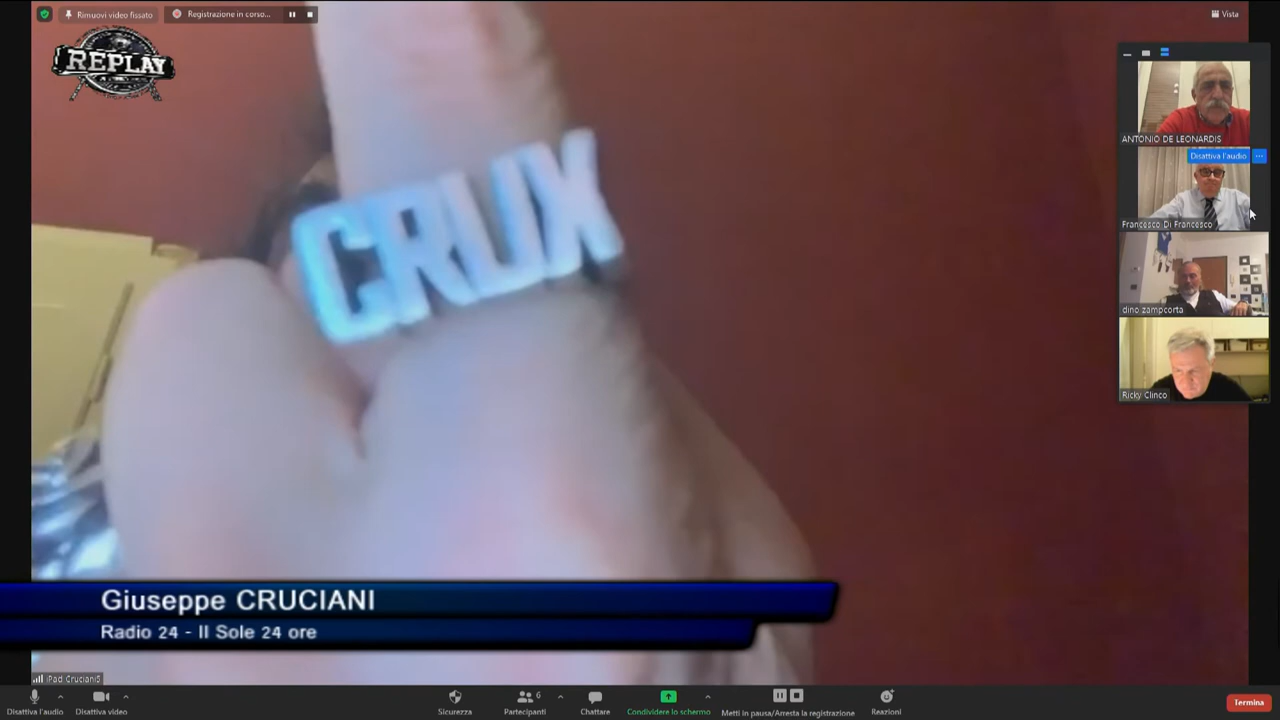 Rimuovi video fissato
Registrazione in corso...
Vista
REPLAY
CRUX
ANTONIO DE LEONARDIS
Disattiva l'audio
Francesco Di Francesco
dino zampcorta
Ricky Clinco
Giuseppe CRUCIANI
Radio 24 - Il Sole 24 ore
iPad Cruciani5
Disattiva l'audio
Disattiva video
Sicurezza
Partecipanti
6
Chattare
Condividere lo schermo
Metti in pausa/Arresta la registrazione
Reazioni
Termina